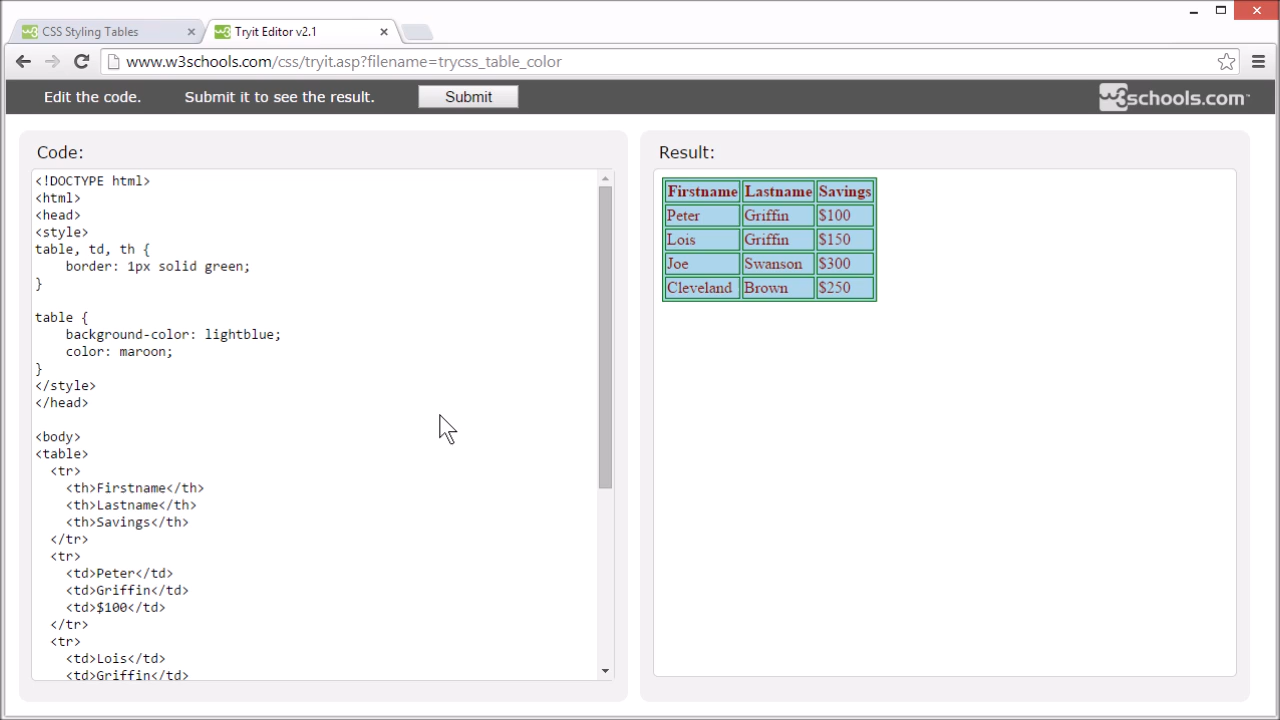 CSS Styling Tables
Tryit Editor v2.1
www.w3schools.com/css/tryit.asp?filename=trycss_table_color
Edit the code. Submit it to see the result. Submit
w3schools.com
Code:
<!DOCTYPE html>
<html>
<head>
<style>
table, td, th {
    border: 1px solid green;
}

table {
    background-color: lightblue;
    color: maroon;
}
</style>
</head>

<body>
<table>
  <tr>
    <th>Firstname</th>
    <th>Lastname</th>
    <th>Savings</th>
  </tr>
  <tr>
    <td>Peter</td>
    <td>Griffin</td>
    <td>$100</td>
  </tr>
  <tr>
    <td>Lois</td>
    <td>Griffin</td>
Result:
Firstname Lastname Savings
Peter Griffin $100
Lois Griffin $150
Joe Swanson $300
Cleveland Brown $250